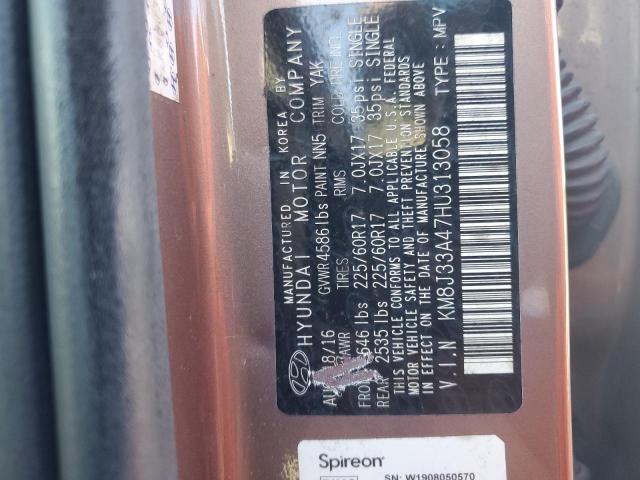 MANUFACTURED IN KOREA BY
HYUNDAI MOTOR COMPANY
18/16 GVWR 4586 lbs PAINT NN5 TRIM YAK
TIRES RIMS COLD TIRE INFL
646 lbs 225/60R17 7.0JX17 35psi SINGLE
REAR 2535 lbs 225/60R17 7.0JX17 35psi SINGLE
THIS VEHICLE CONFORMS TO ALL APPLICABLE U.S.A. FEDERAL
MOTOR VEHICLE SAFETY AND THEFT PREVENTION STANDARDS
IN EFFECT ON THE DATE OF MANUFACTURE SHOWN ABOVE
V.I.N KM8J33A47HU313058 TYPE : MPV
Spireon
SN: W1908050570